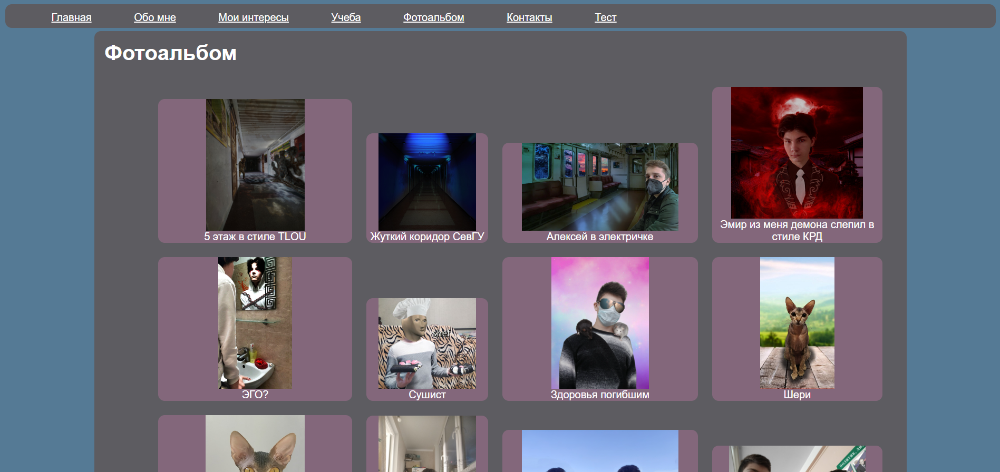 Главная Обо мне Мои интересы Учеба Фотоальбом Контакты Тест
Фотоальбом
5 этаж в стиле TLOU
Жуткий коридор СевГУ
Алексей в электричке
Эмир из меня демона слепил в
стиле КРД
shef
ЭГО?
Сушист
Здоровья погибшим
Шери